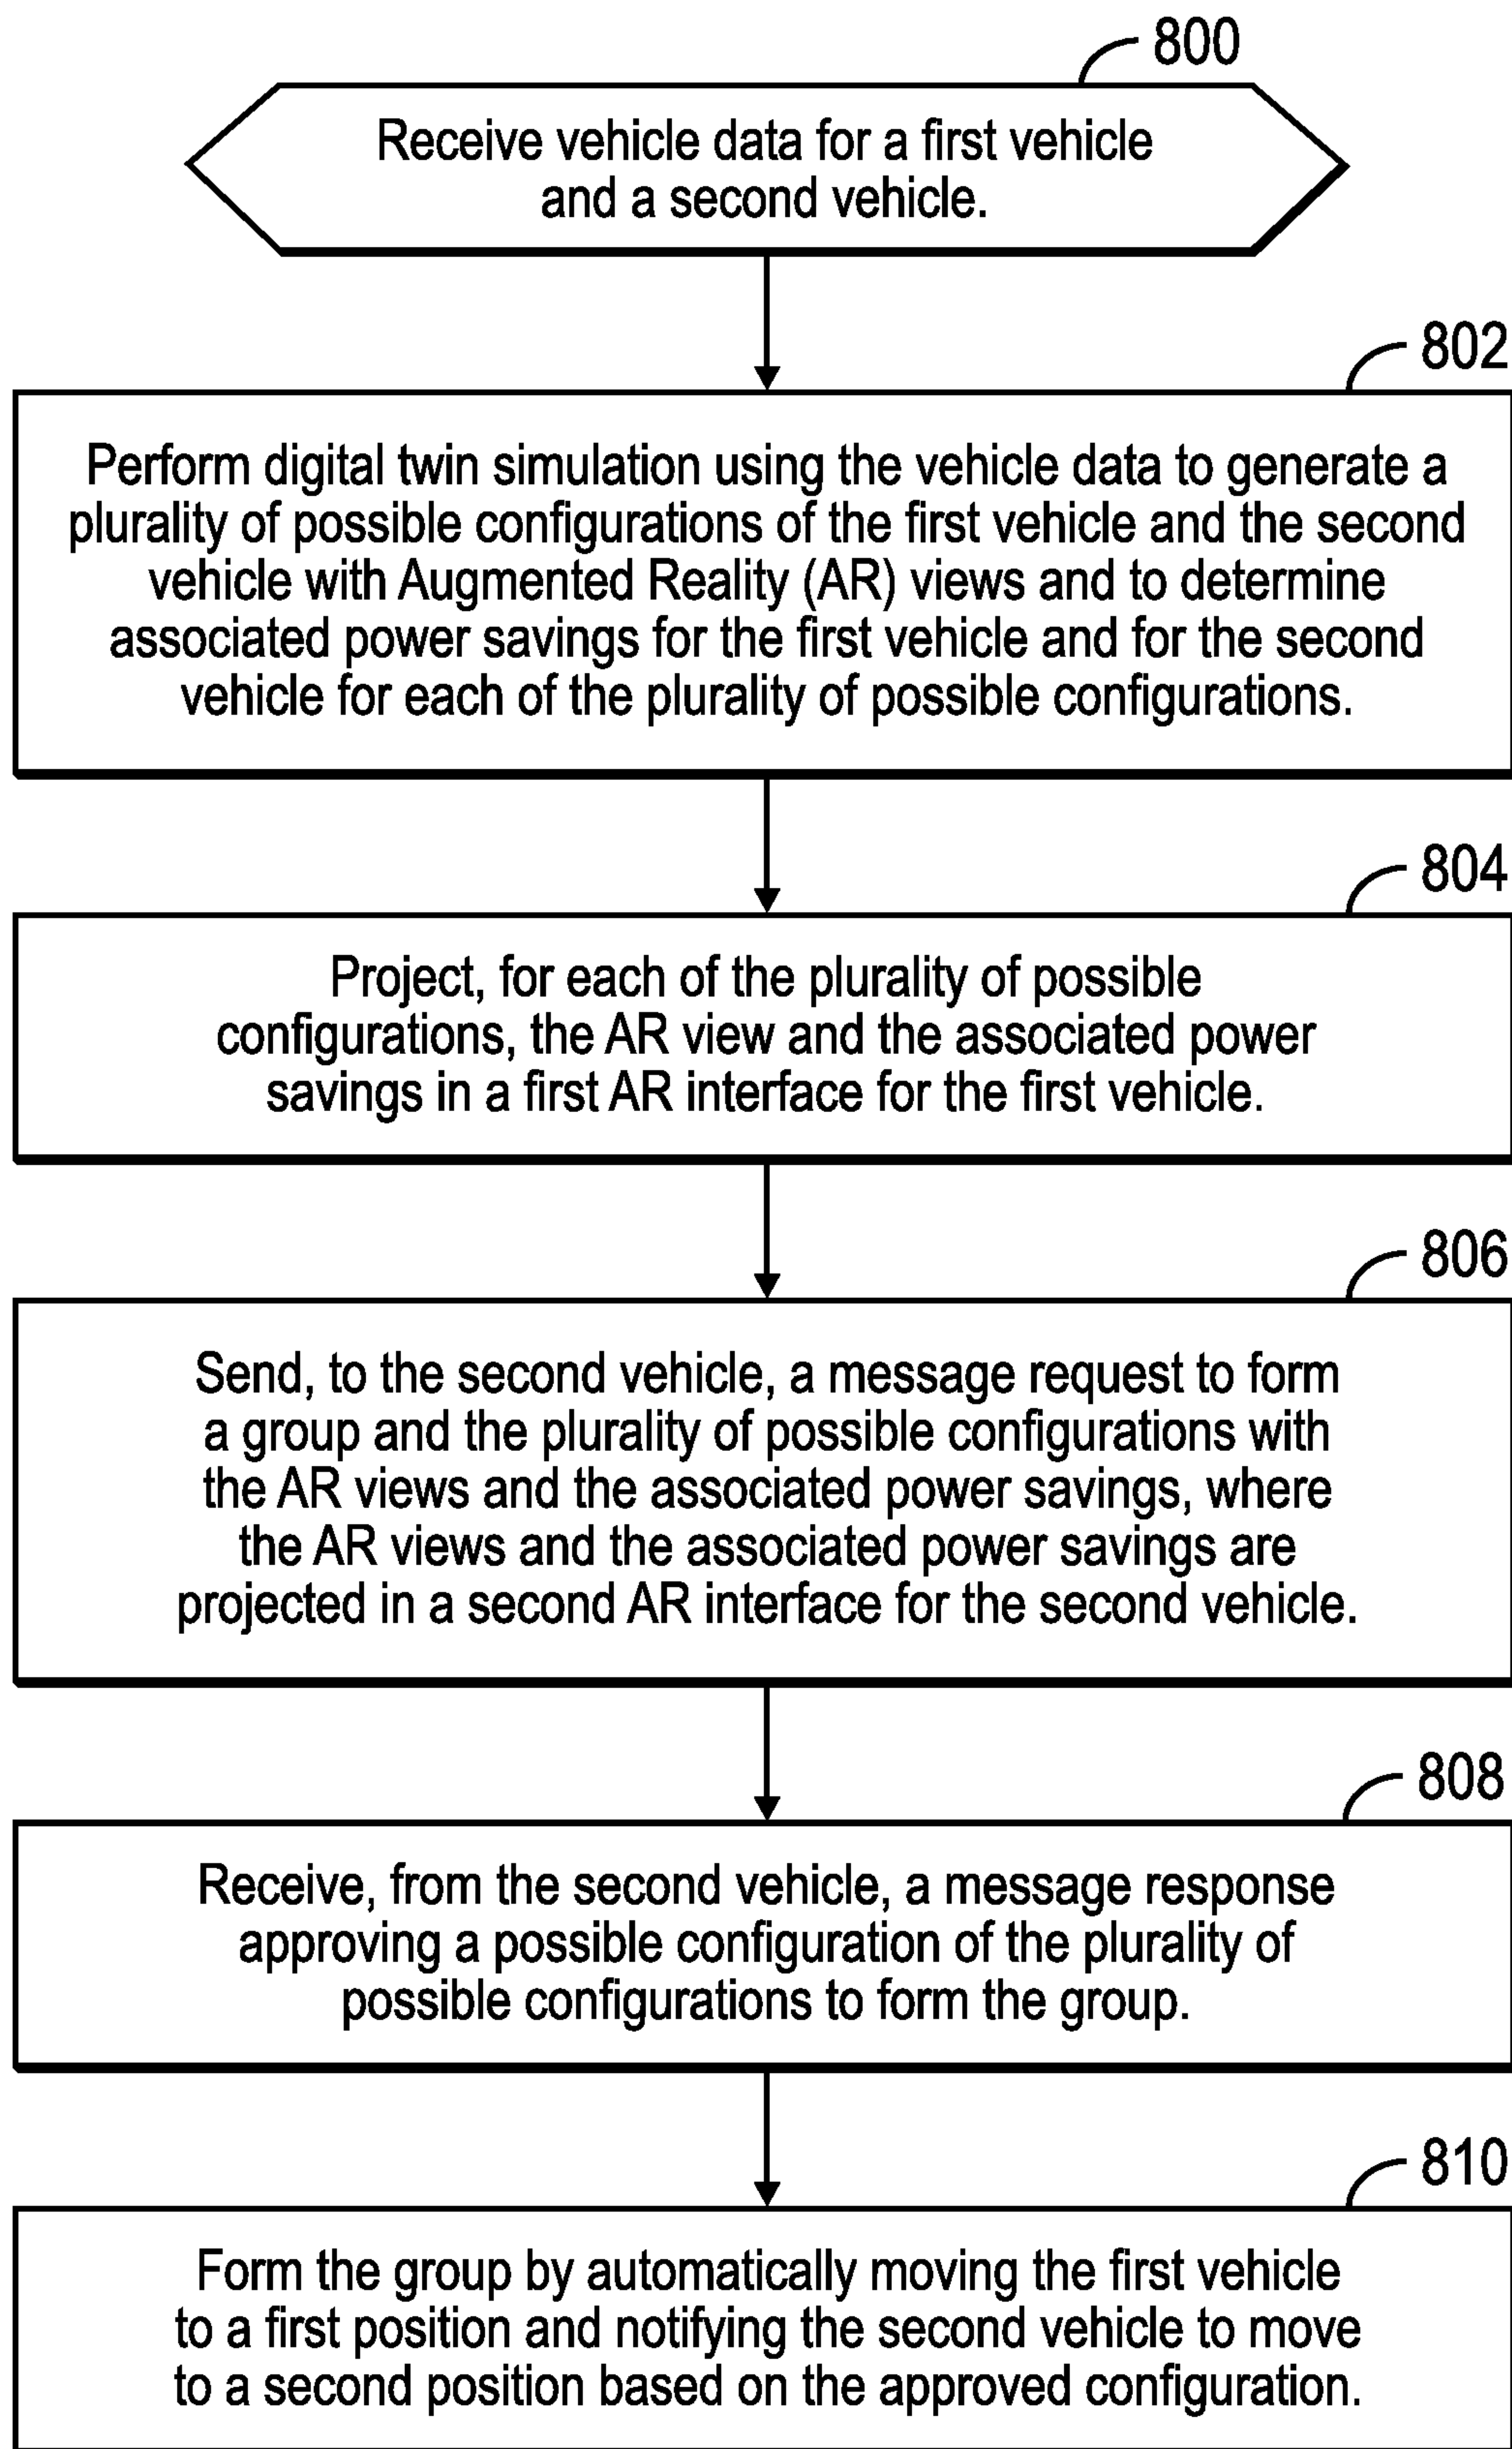 800
Receive vehicle data for a first vehicle
and a second vehicle.
802
Perform digital twin simulation using the vehicle data to generate a
plurality of possible configurations of the first vehicle and the second
vehicle with Augmented Reality (AR) views and to determine
associated power savings for the first vehicle and for the second
vehicle for each of the plurality of possible configurations.
804
Project, for each of the plurality of possible
configurations, the AR view and the associated power
savings in a first AR interface for the first vehicle.
806
Send, to the second vehicle, a message request to form
a group and the plurality of possible configurations with
the AR views and the associated power savings, where
the AR views and the associated power savings are
projected in a second AR interface for the second vehicle.
808
Receive, from the second vehicle, a message response
approving a possible configuration of the plurality of
possible configurations to form the group.
810
Form the group by automatically moving the first vehicle
to a first position and notifying the second vehicle to move
to a second position based on the approved configuration.